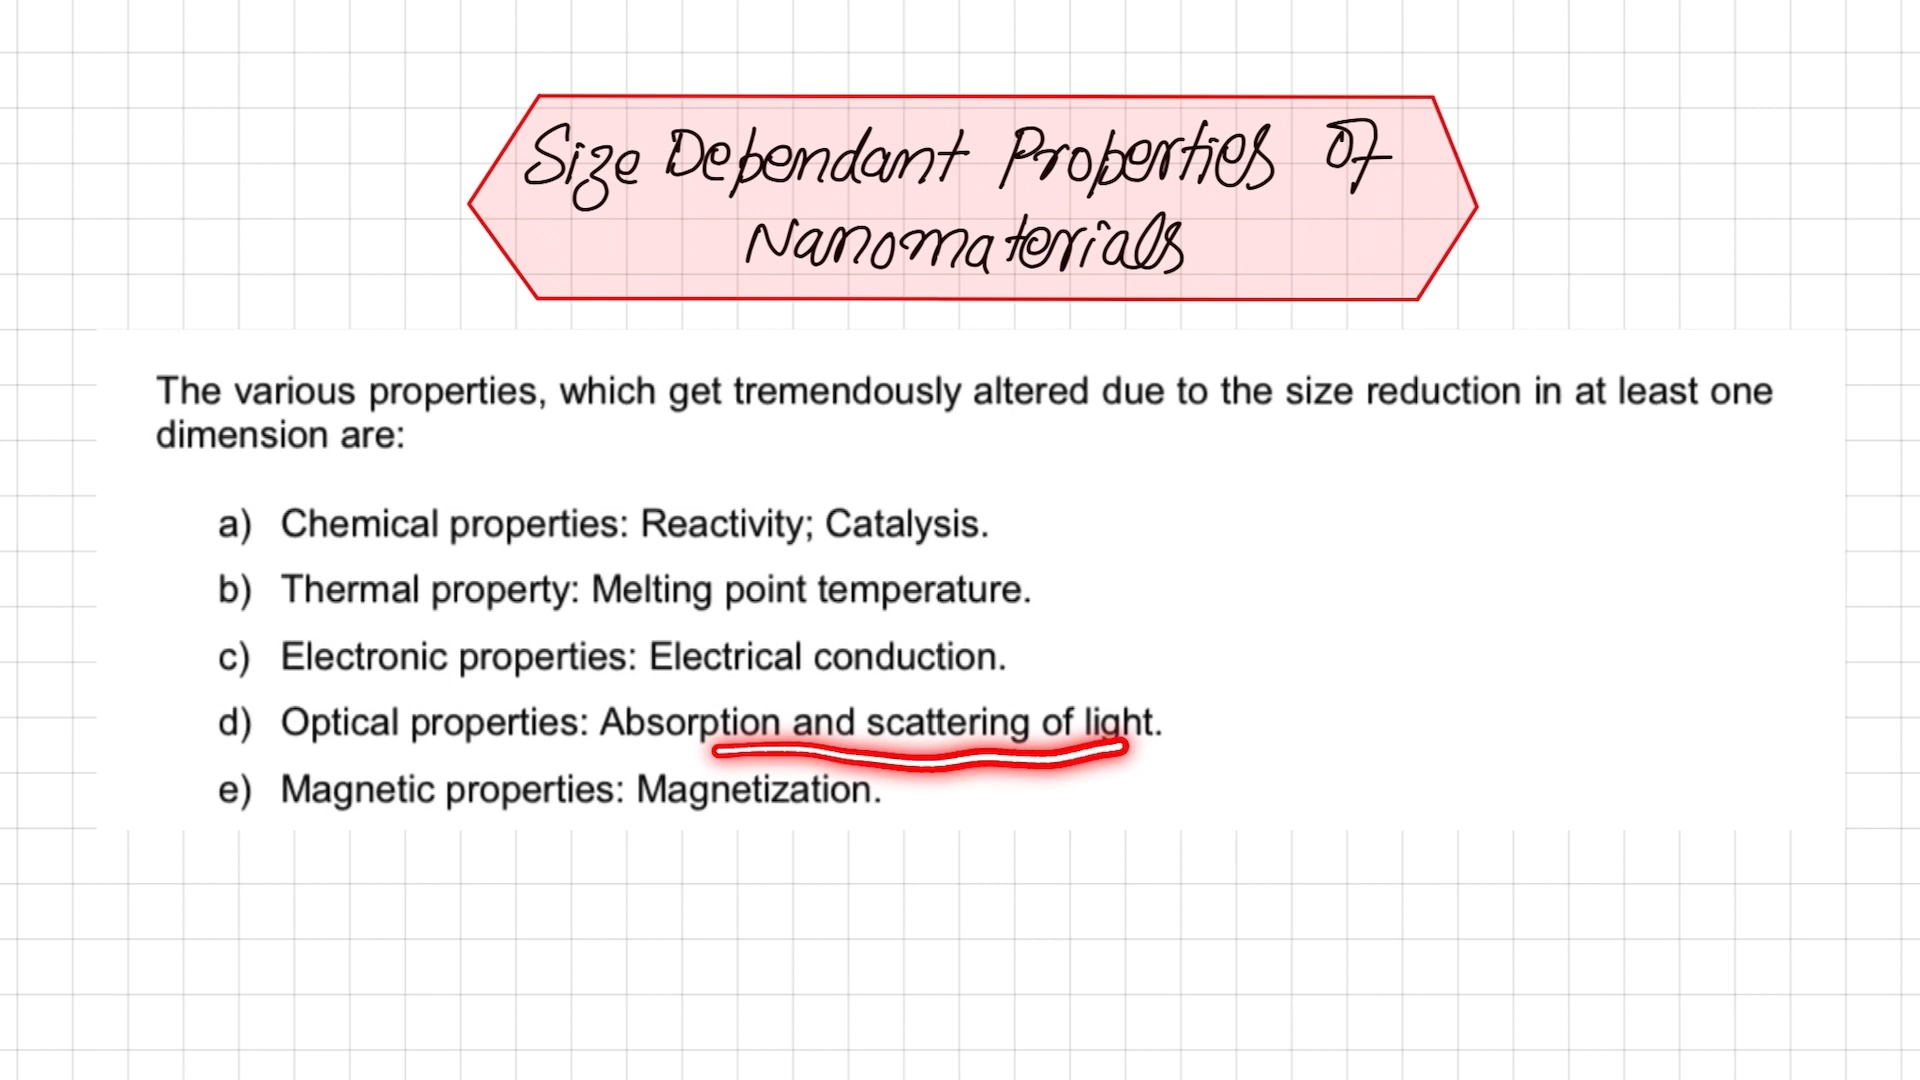 Size Dependant Properties Of
Nanomaterials
The various properties, which get tremendously altered due to the size reduction in at least one
dimension are:
a) Chemical properties: Reactivity; Catalysis.
b) Thermal property: Melting point temperature.
c) Electronic properties: Electrical conduction.
d) Optical properties: Absorption and scattering of light.
e) Magnetic properties: Magnetization.